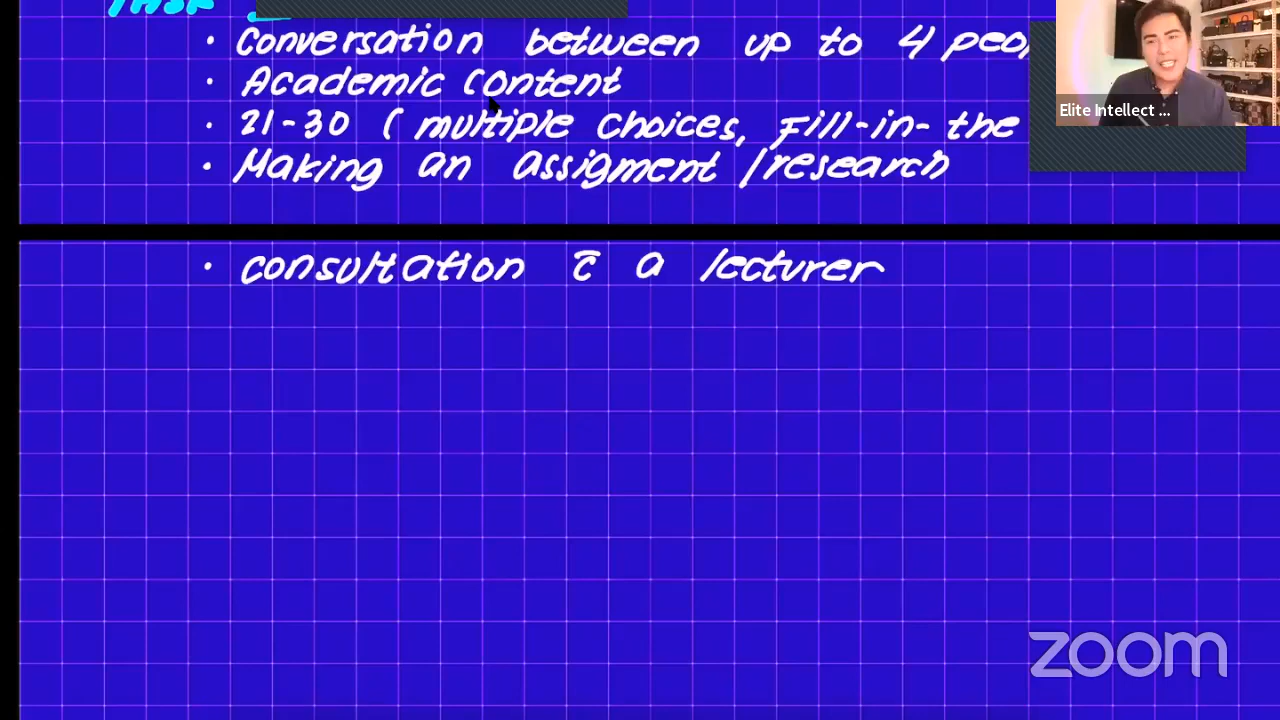 TASK
• Conversation between up to 4
• Academic content
• 21-30 ( multiple choices, Fill-in- the
• Making an assigment /research
• consultation c̄ a lecturer
Elite Intellect ...
zoom